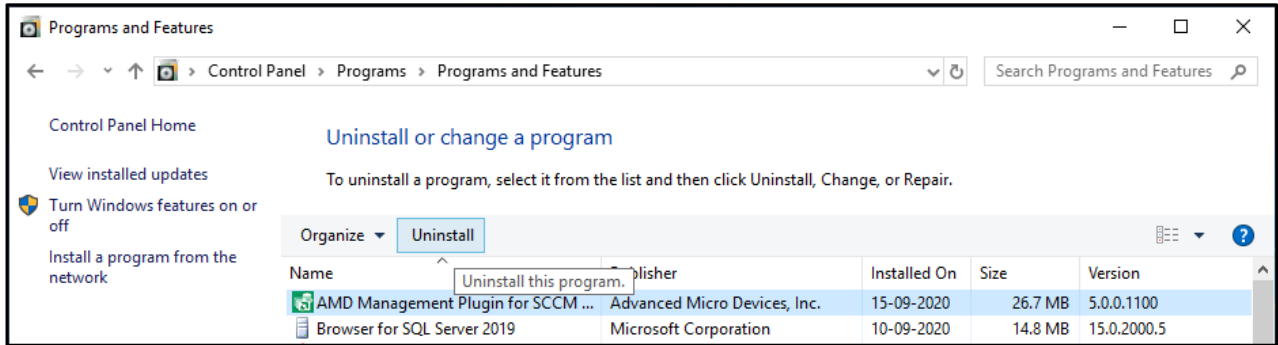 Programs and Features
Control Panel > Programs > Programs and Features
Search Programs and Features
Control Panel Home
View installed updates
Turn Windows features on or
off
Install a program from the
network
Uninstall or change a program
To uninstall a program, select it from the list and then click Uninstall, Change, or Repair.
Organize Uninstall
Name Publisher Installed On Size Version
Uninstall this program.
AMD Management Plugin for SCCM ... Advanced Micro Devices, Inc. 15-09-2020 26.7 MB 5.0.0.1100
Browser for SQL Server 2019 Microsoft Corporation 10-09-2020 14.8 MB 15.0.2000.5